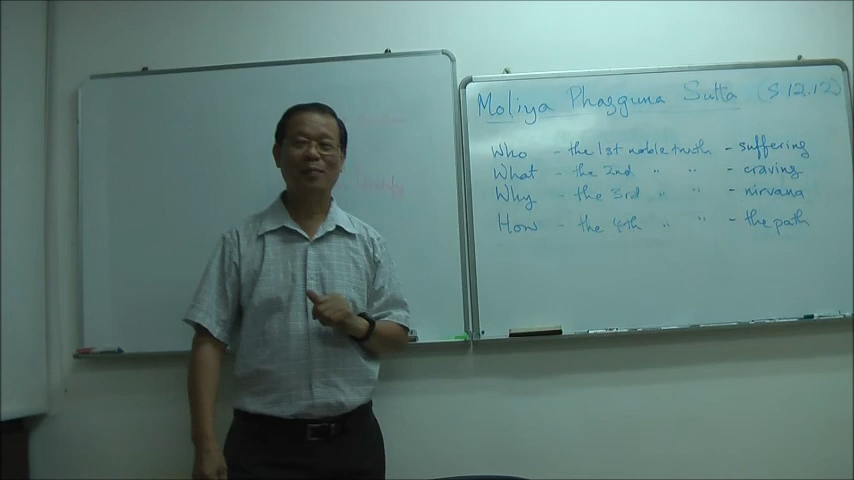 Moliya Phagguna Sutta (S 12.12)
Who - the 1st noble truth - suffering
What - the 2nd " " - craving
Why - the 3rd " " - nirvana
How - the 4th " " - the path